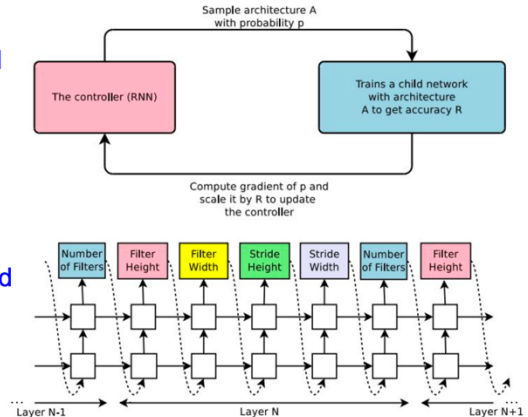 Sample architecture A
with probability p
The controller (RNN)
Trains a child network
with architecture
A to get accuracy R
Compute gradient of p and
scale it by R to update
the controller
Number
of Filters
Filter
Height
Filter
Width
Stride
Height
Stride
Width
Number
of Filters
Filter
Height
... Layer N-1
Layer N
Layer N+1 ...